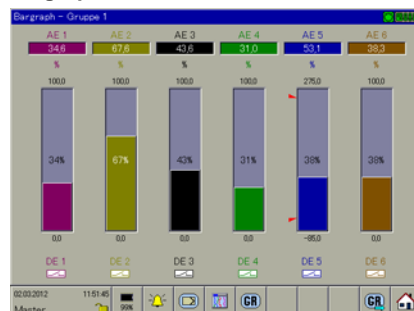 Bargraph - Gruppe 1
AE 1 AE 2 AE 3 AE 4 AE 5 AE 6
34,6 67,6 43,6 31,0 53,1 38,3
% % % % % %
100,0 100,0 100,0 100,0 275,0 100,0
34% 67% 43% 31% 38% 38%
0,0 0,0 0,0 0,0 -85,0 0,0
DE 1 DE 2 DE 3 DE 4 DE 5 DE 6
02.03.2012 11:51:45
Master 99% GR GR